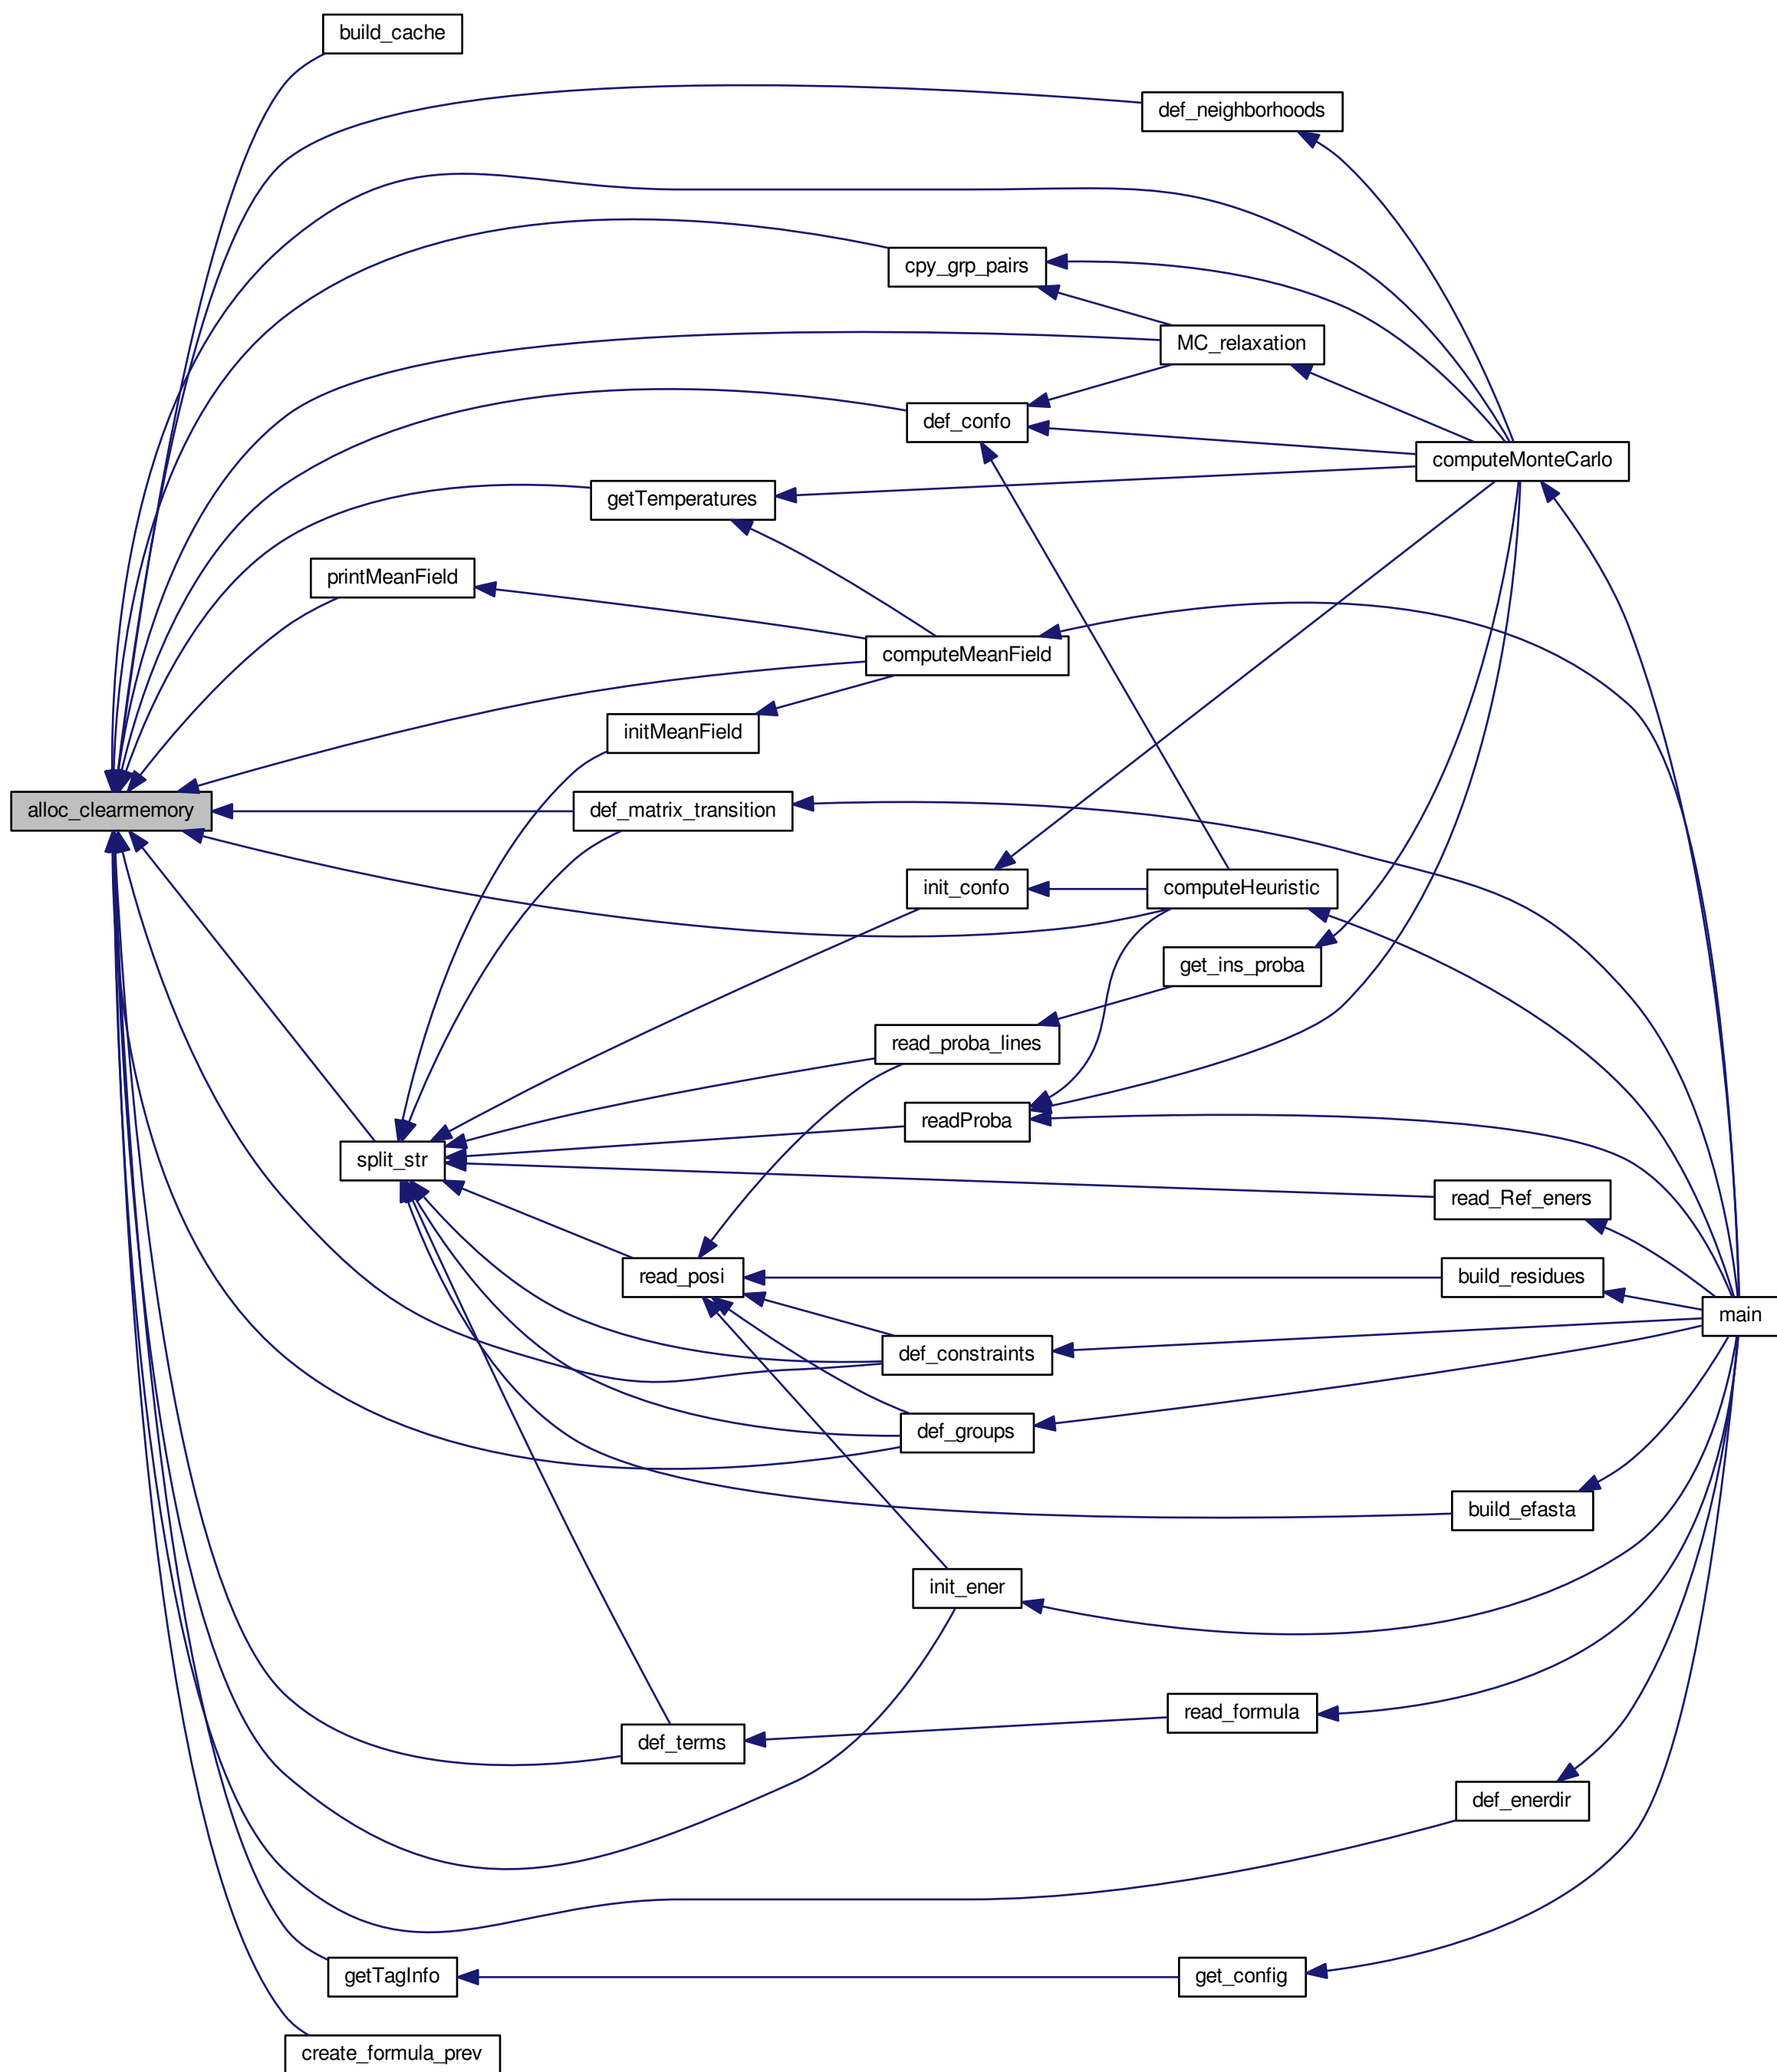 build_cache
def_neighborhoods
cpy_grp_pairs
MC_relaxation
def_confo
computeMonteCarlo
getTemperatures
printMeanField
computeMeanField
initMeanField
alloc_clearmemory
def_matrix_transition
init_confo
computeHeuristic
get_ins_proba
read_proba_lines
readProba
split_str
read_Ref_eners
read_posi
build_residues
main
def_constraints
def_groups
build_efasta
init_ener
read_formula
def_terms
def_enerdir
getTagInfo
get_config
create_formula_prev